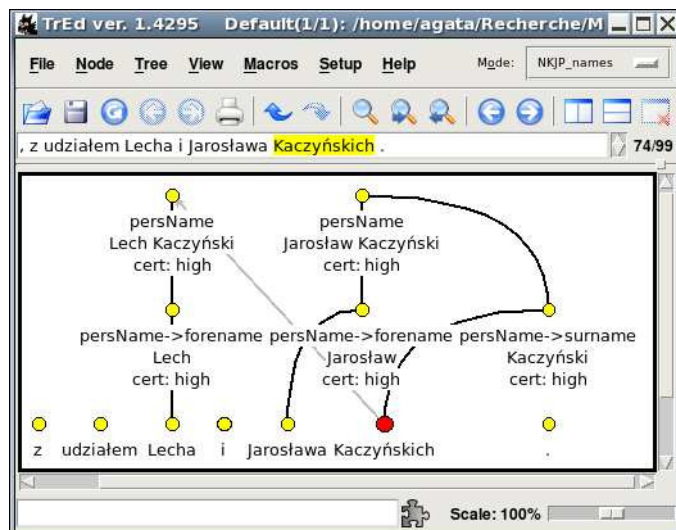 TrEd ver. 1.4295 Default(1/1): /home/agata/Recherche/M
File Node Tree View Macros Setup Help Mode: NKJP_names
, z udziałem Lecha i Jarosława Kaczyńskich . 74/99
persName persName
Lech Kaczyński Jarosław Kaczyński
cert: high cert: high
persName->forename persName->forename persName->surname
Lech Jarosław Kaczyński
cert: high cert: high cert: high
z udziałem Lecha i Jarosława Kaczyńskich .
Scale: 100%